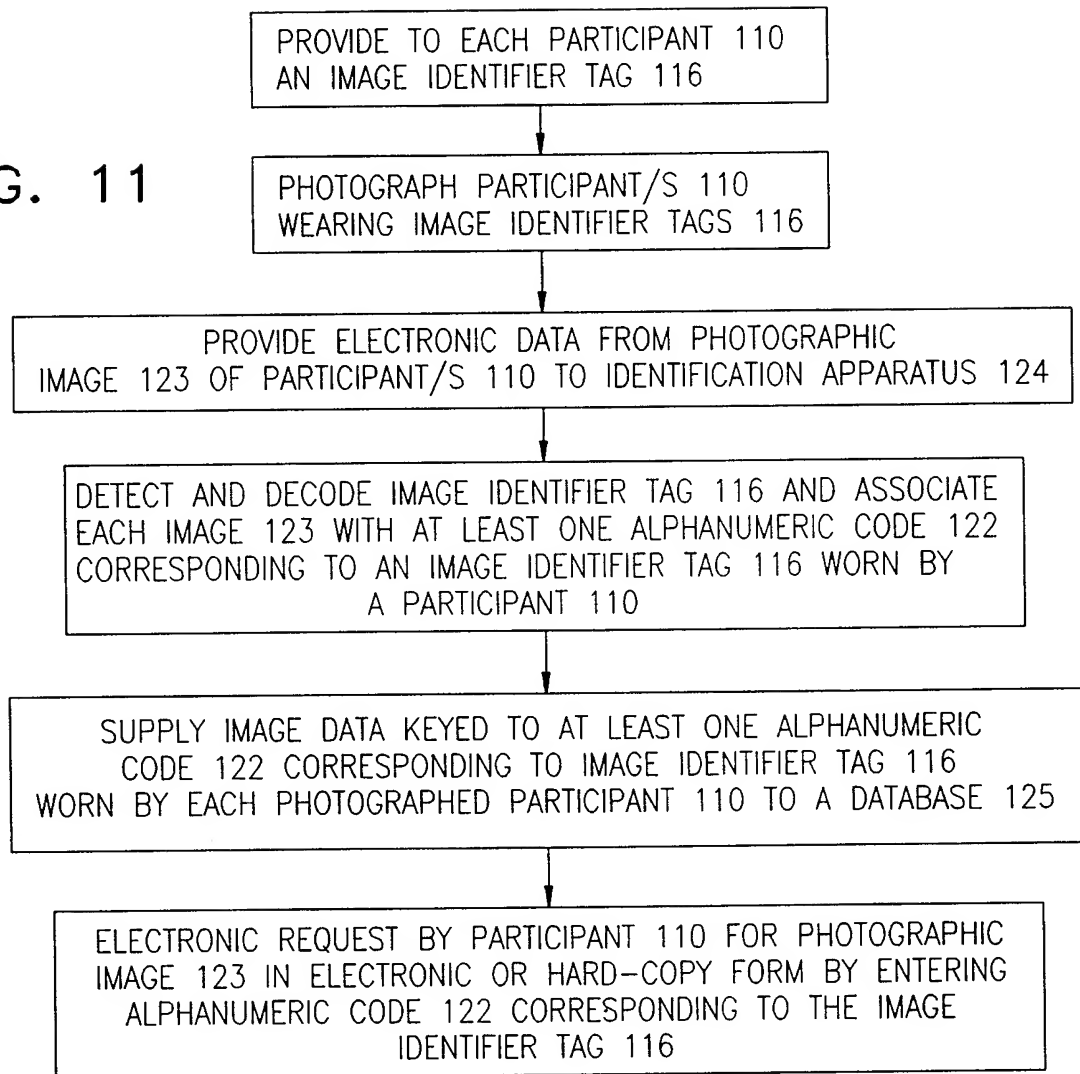 PROVIDE TO EACH PARTICIPANT 110
AN IMAGE IDENTIFIER TAG 116
G. 11
PHOTOGRAPH PARTICIPANT/S 110
WEARING IMAGE IDENTIFIER TAGS 116
PROVIDE ELECTRONIC DATA FROM PHOTOGRAPHIC
IMAGE 123 OF PARTICIPANT/S 110 TO IDENTIFICATION APPARATUS 124
DETECT AND DECODE IMAGE IDENTIFIER TAG 116 AND ASSOCIATE
EACH IMAGE 123 WITH AT LEAST ONE ALPHANUMERIC CODE 122
CORRESPONDING TO AN IMAGE IDENTIFIER TAG 116 WORN BY
A PARTICIPANT 110
SUPPLY IMAGE DATA KEYED TO AT LEAST ONE ALPHANUMERIC
CODE 122 CORRESPONDING TO IMAGE IDENTIFIER TAG 116
WORN BY EACH PHOTOGRAPHED PARTICIPANT 110 TO A DATABASE 125
ELECTRONIC REQUEST BY PARTICIPANT 110 FOR PHOTOGRAPHIC
IMAGE 123 IN ELECTRONIC OR HARD-COPY FORM BY ENTERING
ALPHANUMERIC CODE 122 CORRESPONDING TO THE IMAGE
IDENTIFIER TAG 116